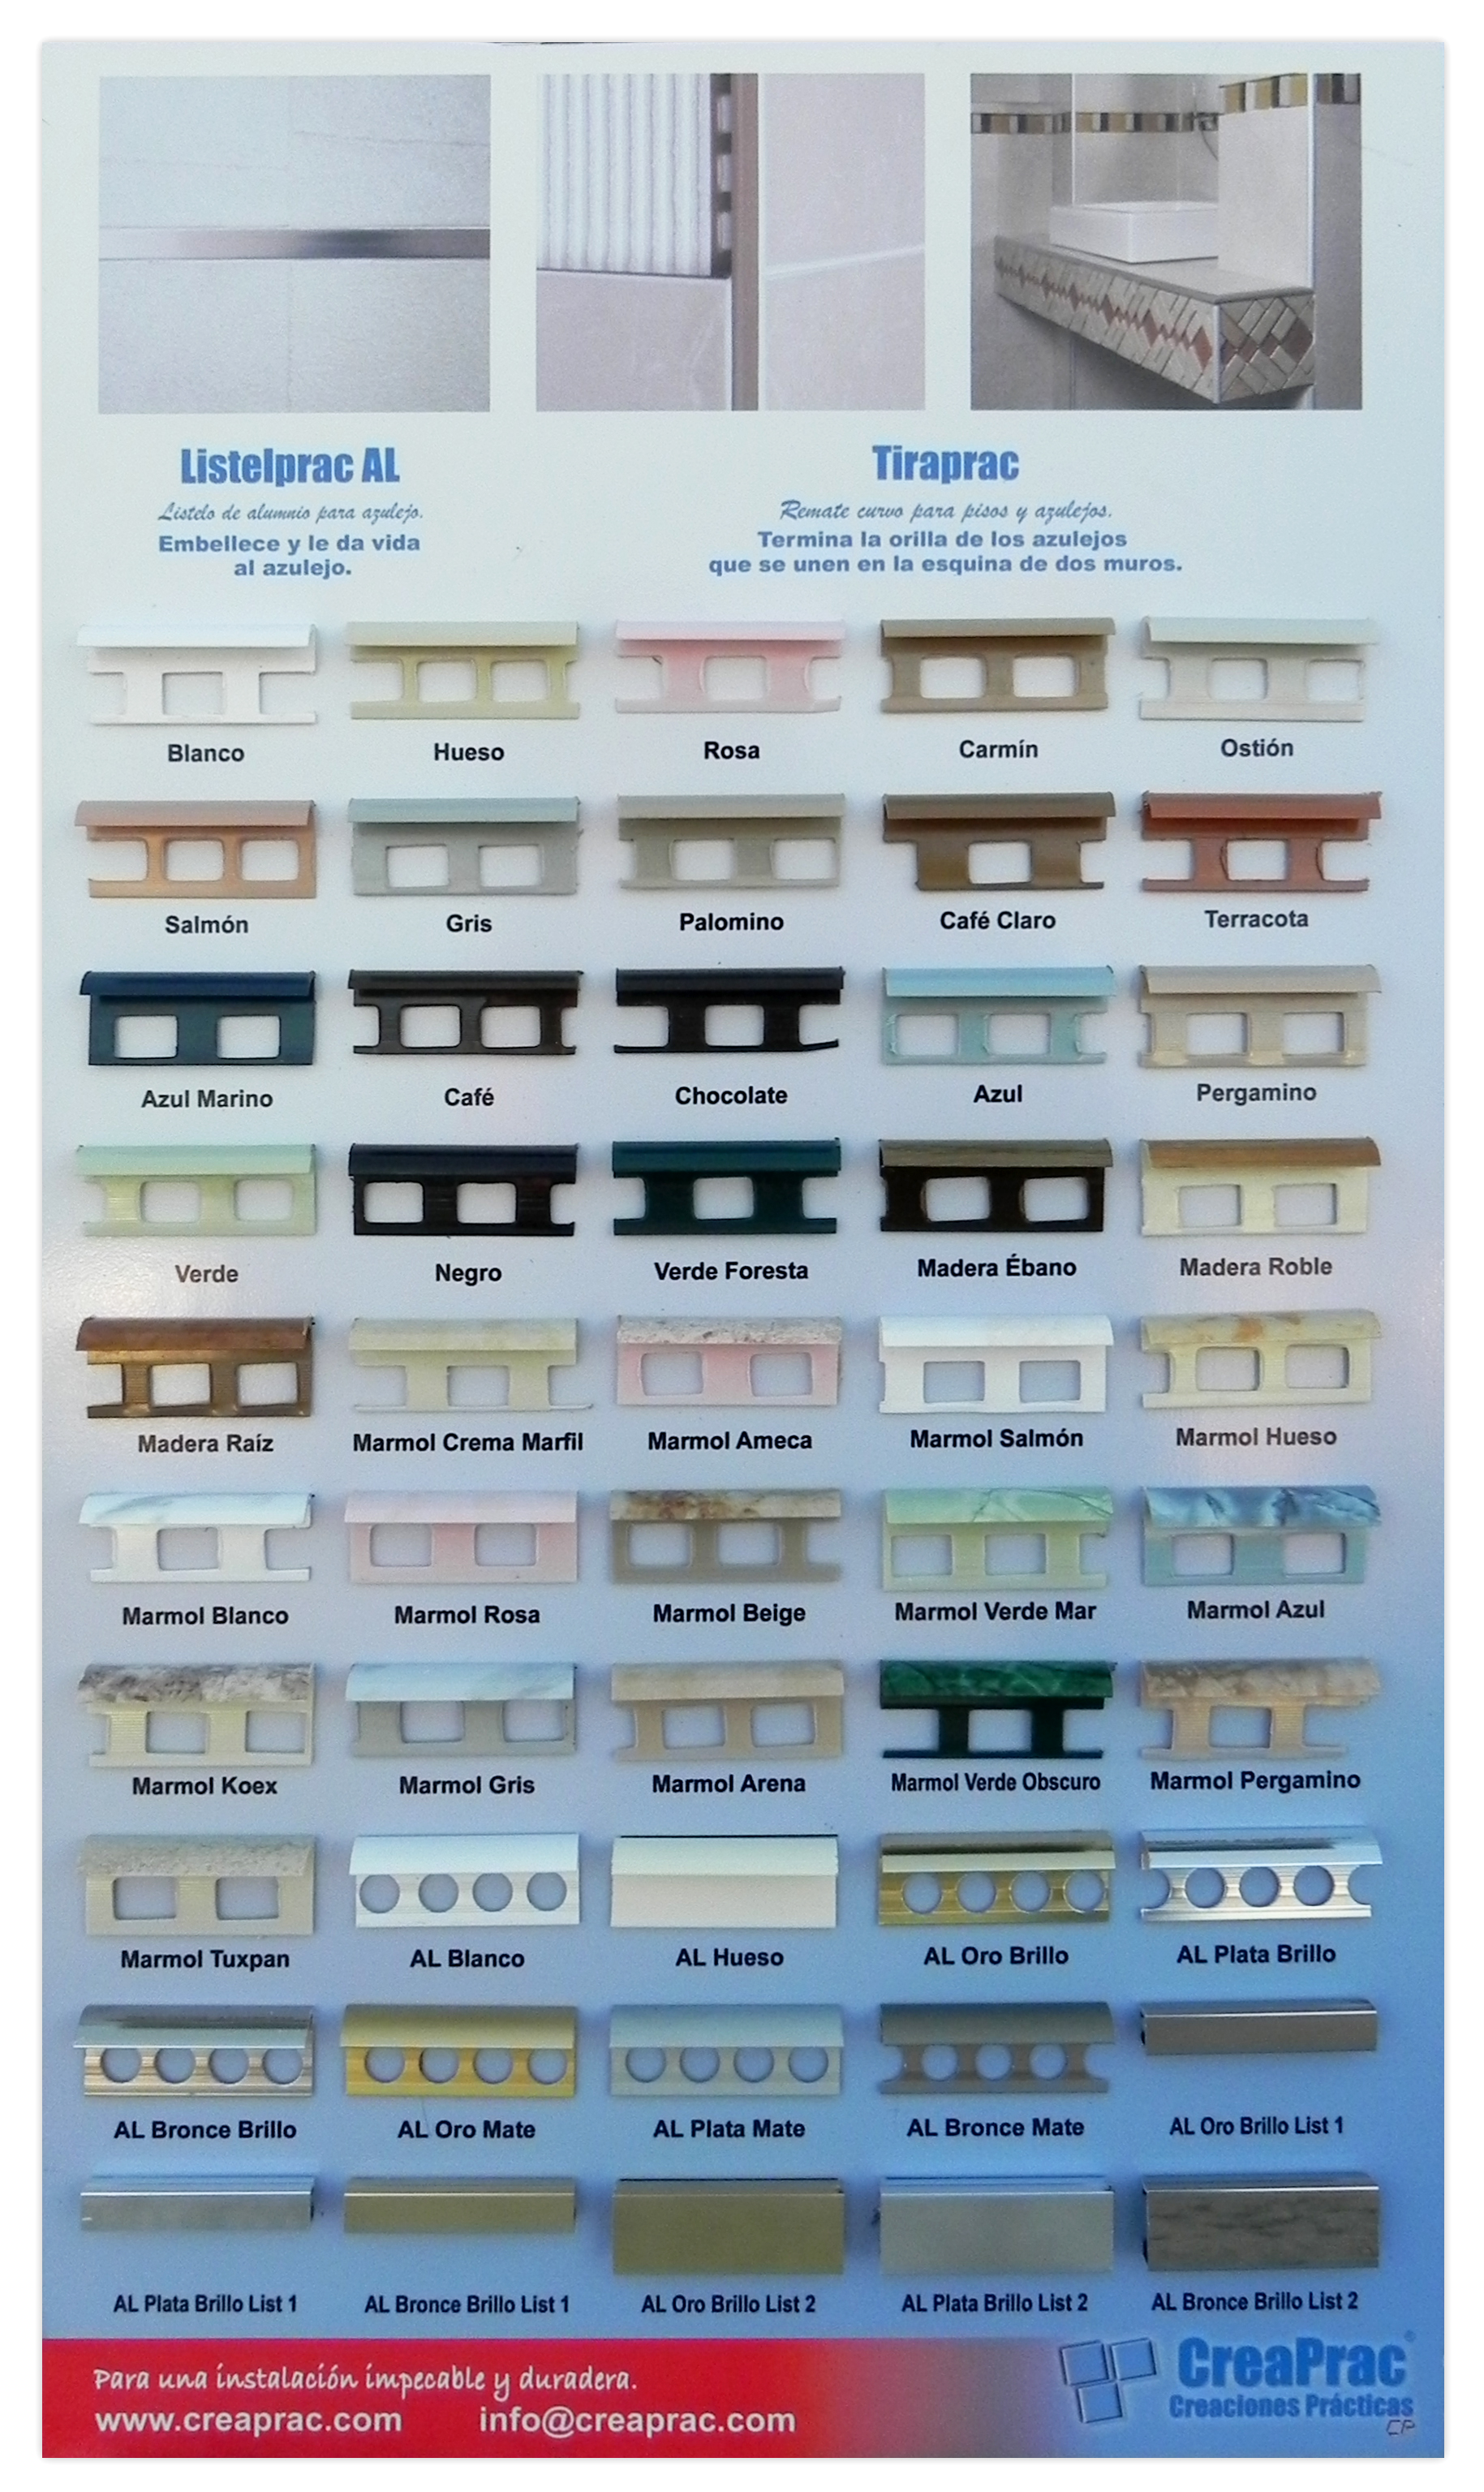 Listelprac AL
Listelo de alumnio para azulejo.
Embellece y le da vida
al azulejo.
Tiraprac
Remate curvo para pisos y azulejos.
Termina la orilla de los azulejos
que se unen en la esquina de dos muros.
Blanco
Hueso
Rosa
Carmín
Ostión
Salmón
Gris
Palomino
Café Claro
Terracota
Azul Marino
Café
Chocolate
Azul
Pergamino
Verde
Negro
Verde Foresta
Madera Ébano
Madera Roble
Madera Raíz
Marmol Crema Marfil
Marmol Ameca
Marmol Salmón
Marmol Hueso
Marmol Blanco
Marmol Rosa
Marmol Beige
Marmol Verde Mar
Marmol Azul
Marmol Koex
Marmol Gris
Marmol Arena
Marmol Verde Obscuro
Marmol Pergamino
Marmol Tuxpan
AL Blanco
AL Hueso
AL Oro Brillo
AL Plata Brillo
AL Bronce Brillo
AL Oro Mate
AL Plata Mate
AL Bronce Mate
AL Oro Brillo List 1
AL Plata Brillo List 1
AL Bronce Brillo List 1
AL Oro Brillo List 2
AL Plata Brillo List 2
AL Bronce Brillo List 2
Para una instalación impecable y duradera.
www.creaprac.com info@creaprac.com
CreaPrac®
Creaciones Prácticas
CP